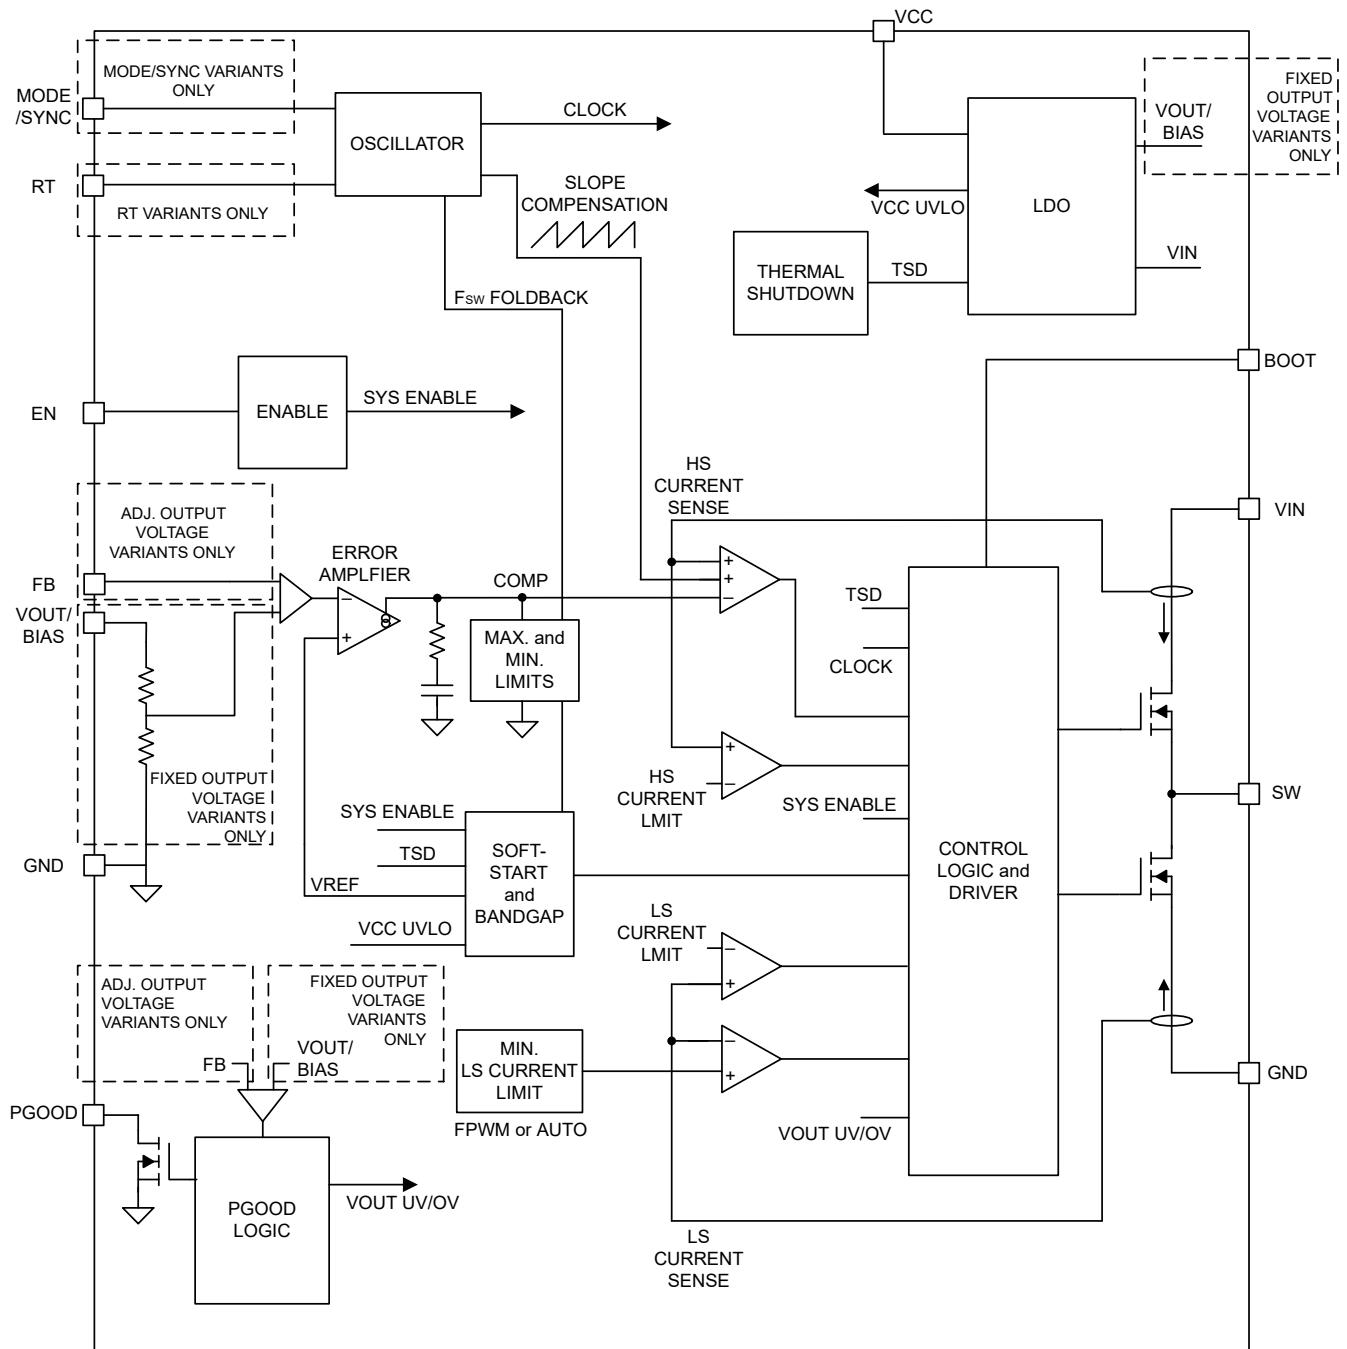 VCC
MODE/SYNC VARIANTS
ONLY
MODE
/SYNC
OSCILLATOR
CLOCK
RT
RT VARIANTS ONLY
SLOPE
COMPENSATION
FSW FOLDBACK
LDO
VOUT/
BIAS
FIXED
OUTPUT
VOLTAGE
VARIANTS
ONLY
VCC UVLO
VIN
THERMAL
SHUTDOWN
TSD
BOOT
EN
ENABLE
SYS ENABLE
HS
CURRENT
SENSE
VIN
ADJ. OUTPUT
VOLTAGE
VARIANTS ONLY
FB
VOUT/
BIAS
ERROR
AMPLFIER
−
+
COMP
+
+
−
MAX. and
MIN.
LIMITS
TSD
CLOCK
FIXED OUTPUT
VOLTAGE
VARIANTS
ONLY
+
−
HS
CURRENT
LMIT
SYS ENABLE
SW
GND
SYS ENABLE
TSD
VREF
VCC UVLO
SOFT-
START
and
BANDGAP
CONTROL
LOGIC and
DRIVER
LS
CURRENT
LMIT
−
+
ADJ. OUTPUT
VOLTAGE
VARIANTS ONLY
FIXED OUTPUT
VOLTAGE
VARIANTS
ONLY
FB
VOUT/
BIAS
MIN.
LS CURRENT
LIMIT
−
+
FPWM or AUTO
VOUT UV/OV
GND
PGOOD
PGOOD
LOGIC
VOUT UV/OV
LS
CURRENT
SENSE